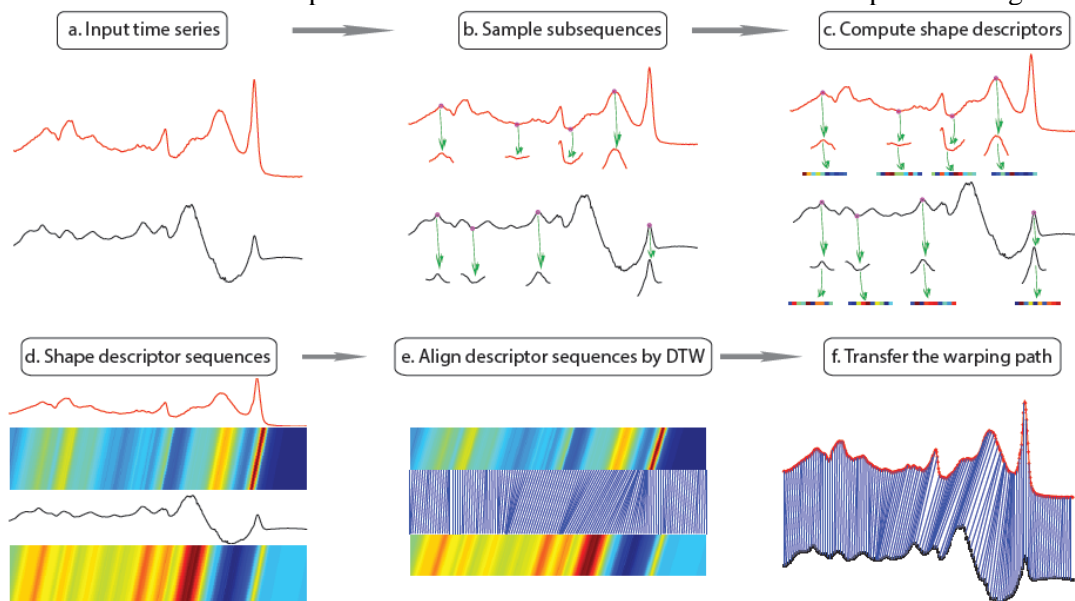 a. Input time series
b. Sample subsequences
c. Compute shape descriptors
d. Shape descriptor sequences
e. Align descriptor sequences by DTW
f. Transfer the warping path